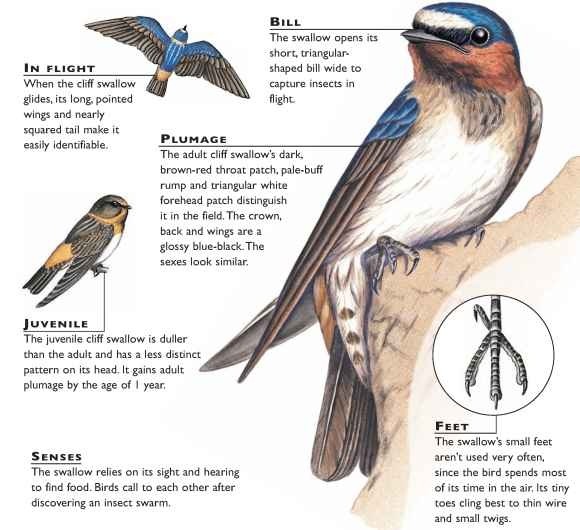 IN FLIGHT
When the cliff swallow
glides, its long, pointed
wings and nearly
squared tail make it
easily identifiable.
BILL
The swallow opens its
short, triangular-
shaped bill wide to
capture insects in
flight.
PLUMAGE
The adult cliff swallow's dark,
brown-red throat patch, pale-buff
rump and triangular white
forehead patch distinguish
it in the field. The crown,
back and wings are a
glossy blue-black. The
sexes look similar.
JUVENILE
The juvenile cliff swallow is duller
than the adult and has a less distinct
pattern on its head. It gains adult
plumage by the age of 1 year.
SENSES
The swallow relies on its sight and hearing
to find food. Birds call to each other after
discovering an insect swarm.
FEET
The swallow's small feet
aren't used very often,
since the bird spends most
of its time in the air. Its tiny
toes cling best to thin wire
and small twigs.